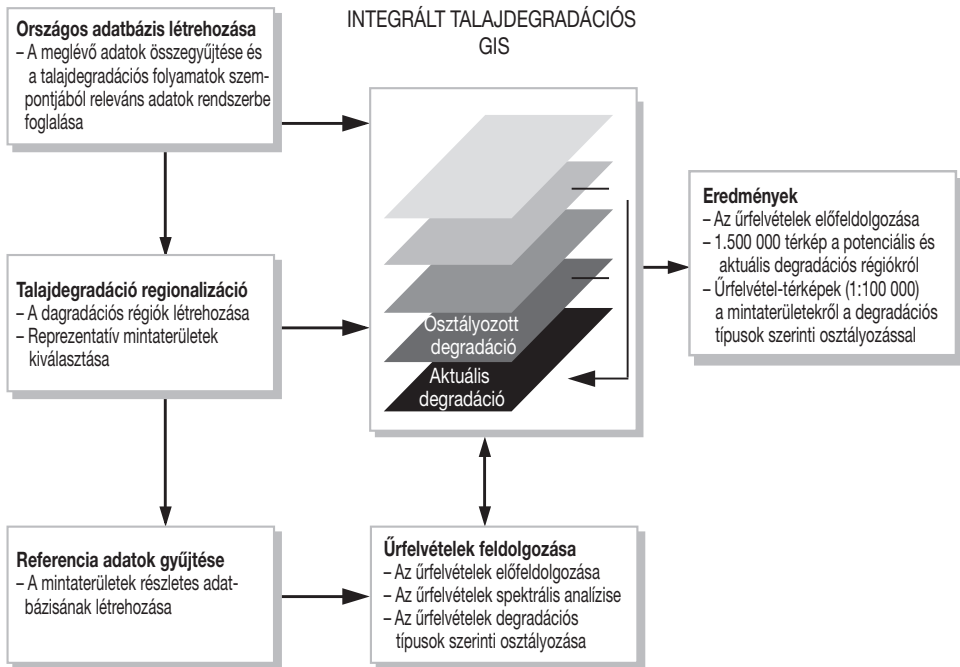 Országos adatbázis létrehozása
– A meglévő adatok összegyűjtése és
a talajdegradációs folyamatok szem-
pontjából releváns adatok rendszerbe
foglalása
INTEGRÁLT TALAJDEGRADÁCIÓS
GIS
Talajdegradáció regionalizáció
– A dagradációs régiók létrehozása
– Reprezentatív mintaterületek
kiválasztása
Osztályozott
degradáció
Aktuális
degradáció
Eredmények
– Az űrfelvételek előfeldolgozása
– 1.500 000 térkép a potenciális és
aktuális degradációs régiókról
– Űrfelvétel-térképek (1:100 000)
a mintaterületekről a degradációs
típusok szerinti osztályozással
Referencia adatok gyűjtése
– A mintaterületek részletes adat-
bázisának létrehozása
Űrfelvételek feldolgozása
– Az űrfelvételek előfeldolgozása
– Az űrfelvételek spektrális analízise
– Az űrfelvételek degradációs
típusok szerinti osztályozása